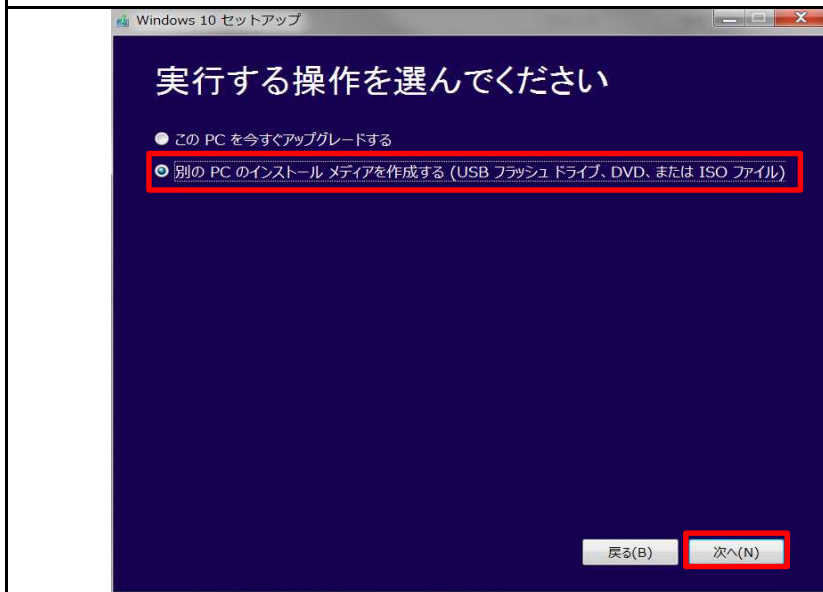 Windows 10 セットアップ
実行する操作を選んでください
この PC を今すぐアップグレードする
別の PC のインストール メディアを作成する (USB フラッシュ ドライブ、DVD、または ISO ファイル)
戻る(B) 次へ(N)